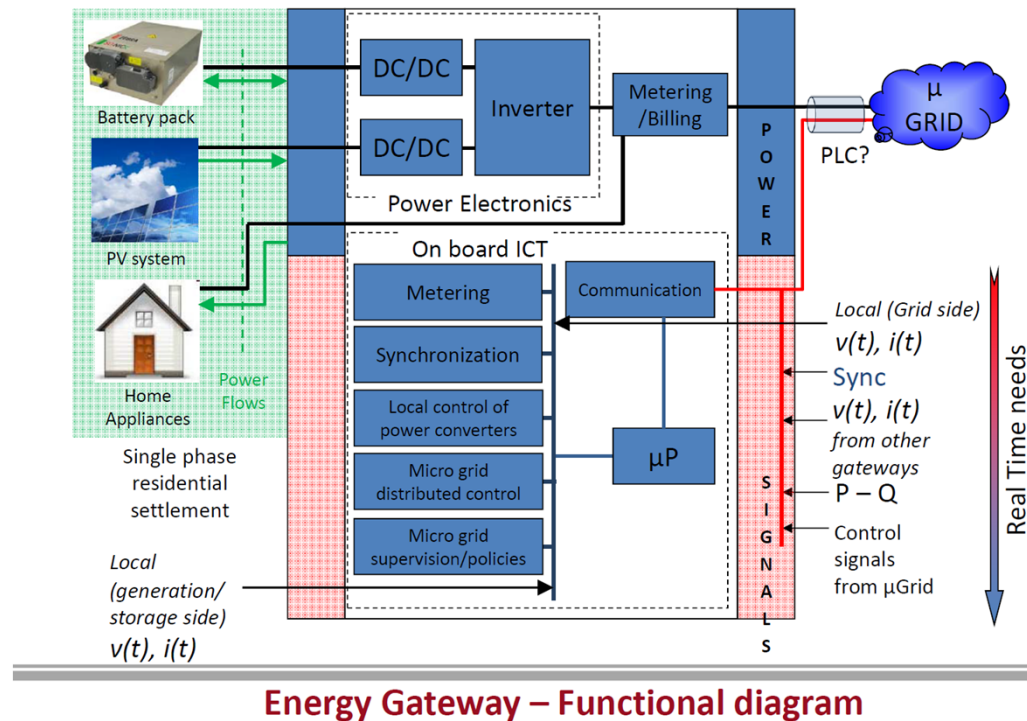 Battery pack
PV system
Home
Appliances
Power
Flows
Single phase
residential
settlement
Local
(generation/
storage side)
v(t), i(t)
DC/DC
DC/DC
Inverter
Metering
/Billing
Power Electronics
On board ICT
Metering
Synchronization
Local control of
power converters
Micro grid
distributed control
Micro grid
supervision/policies
Communication
μP
POWER
SIGNALS
μ
GRID
PLC?
Local (Grid side)
v(t), i(t)
Sync
v(t), i(t)
from other
gateways
P – Q
Control
signals
from μGrid
Real Time needs
Energy Gateway – Functional diagram